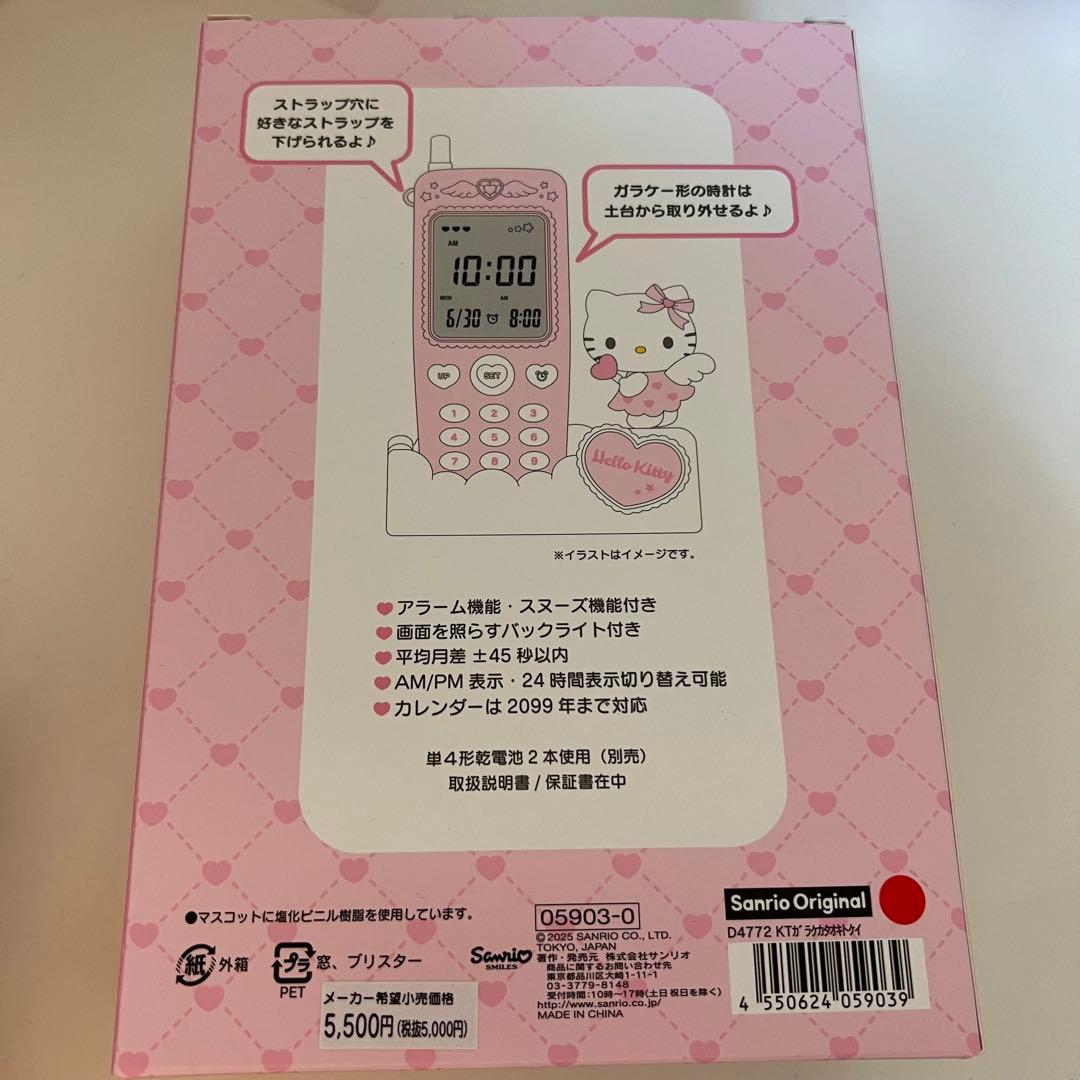 ストラップ穴に
好きなストラップを
下げられるよ♪
ガラケー形の時計は
土台から取り外せるよ♪
AM
10:00
MON AM
6/30 8:00
UP SET
1 2 3
4 5 6
7 8 9
Hello Kitty
※イラストはイメージです。
アラーム機能・スヌーズ機能付き
画面を照らすバックライト付き
平均月差 ±45 秒以内
AM/PM 表示・24 時間表示切り替え可能
カレンダーは 2099 年まで対応
単4形乾電池 2 本使用（別売）
取扱説明書 / 保証書在中
●マスコットに塩化ビニル樹脂を使用しています。
紙 外箱
プラ 窓、ブリスター
PET
メーカー希望小売価格
5,500円(税抜5,000円)
Sanrio
SMILES
05903-0
© 2025 SANRIO CO., LTD.
TOKYO, JAPAN
著作・発売元 株式会社サンリオ
商品に関するお問い合わせ先
東京都品川区大崎1-11-1
03-3779-8148
受付時間：10時〜17時(土日祝日を除く)
http://www.sanrio.co.jp/
MADE IN CHINA
Sanrio Original
D4772 KTガラケカタオキトケイ
4 550624 059039